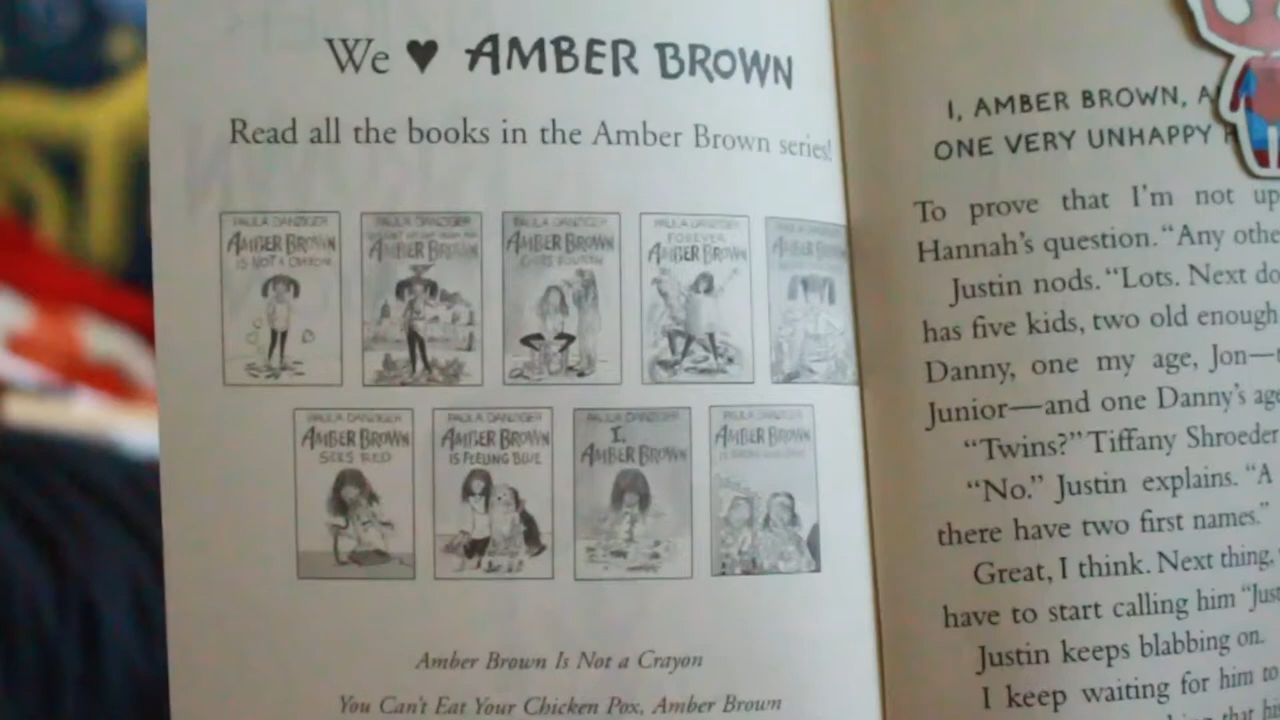 We ♥ AMBER BROWN
Read all the books in the Amber Brown series!
PAULA DANZIGER
AMBER BROWN
IS NOT A CRAYON
PAULA DANZIGER
AMBER BROWN
PAULA DANZIGER
AMBER BROWN
GOES FOURTH
PAULA DANZIGER
FOREVER
AMBER BROWN
AMBER BROWN
PAULA DANZIGER
AMBER BROWN
SEES RED
PAULA DANZIGER
AMBER BROWN
IS FEELING BLUE
PAULA DANZIGER
I,
AMBER BROWN
PAULA DANZIGER
AMBER BROWN
Amber Brown Is Not a Crayon
You Can't Eat Your Chicken Pox, Amber Brown
I, AMBER BROWN, A
ONE VERY UNHAPPY
To prove that I'm not up
Hannah's question. "Any othe
Justin nods. "Lots. Next do
has five kids, two old enough
Danny, one my age, Jon—
Junior—and one Danny's age
"Twins?" Tiffany Shroeder
"No." Justin explains. "A
there have two first names."
Great, I think. Next thing,
have to start calling him "Just
Justin keeps blabbing on.
I keep waiting for him to
that hi